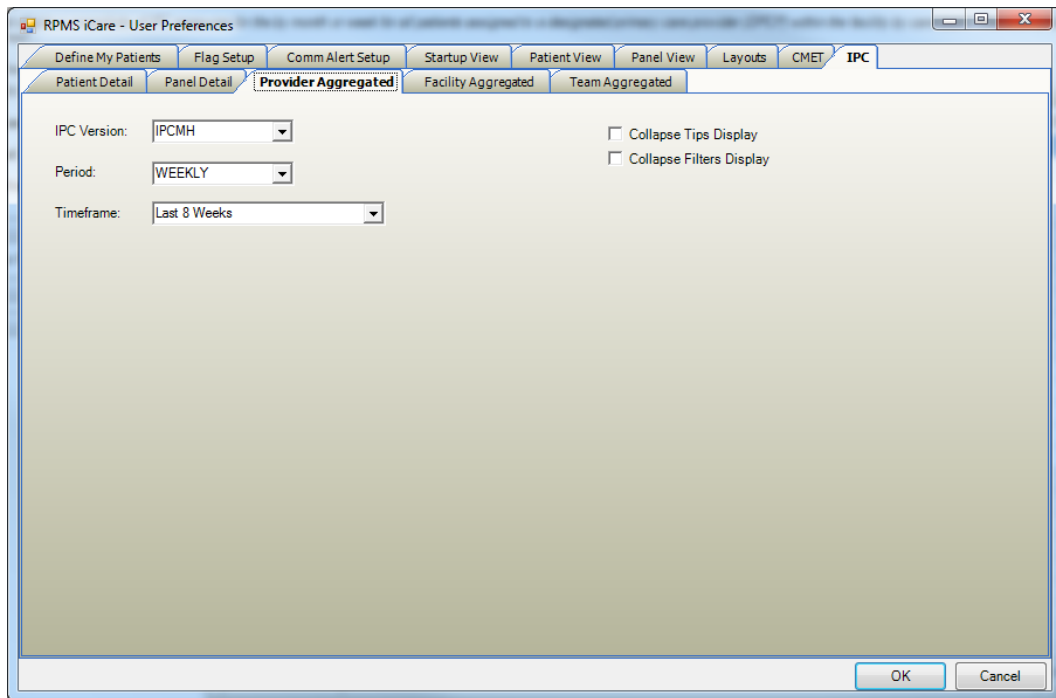 RPMS iCare - User Preferences
Define My Patients Flag Setup Comm Alert Setup Startup View Patient View Panel View Layouts CMET IPC
Patient Detail Panel Detail Provider Aggregated Facility Aggregated Team Aggregated
IPC Version: IPCMH
Collapse Tips Display
Period: WEEKLY
Collapse Filters Display
Timeframe: Last 8 Weeks
OK Cancel